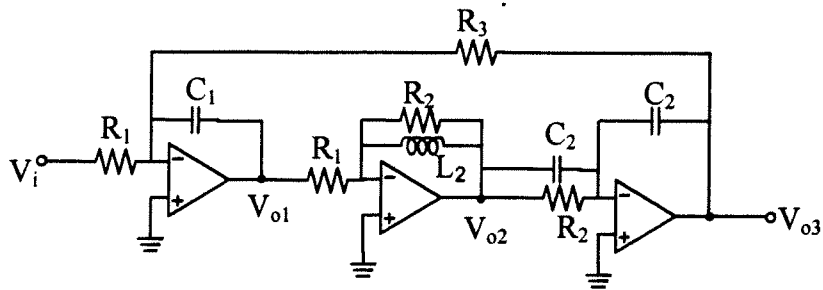 R₃
C₁
R₂
C₂
R₁
R₁
L₂
C₂
Vᵢ
−
+
Vₒ₁
−
+
Vₒ₂
R₂
−
+
Vₒ₃